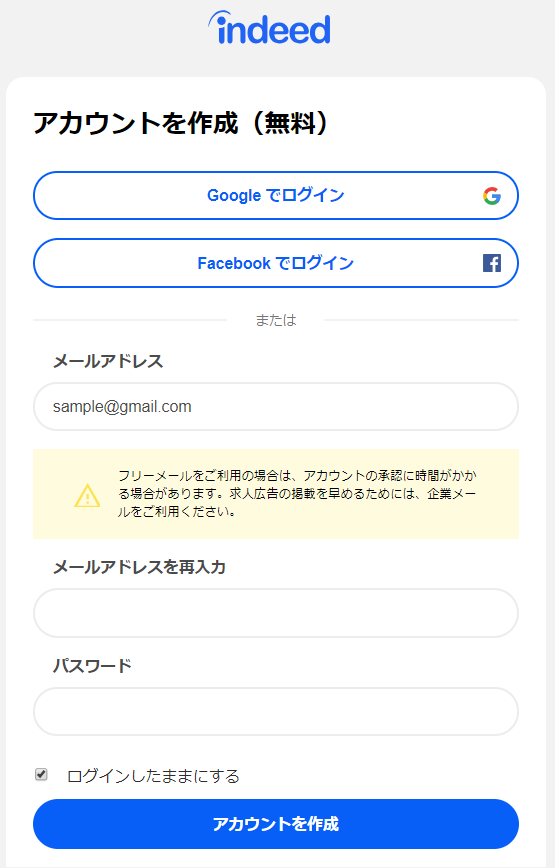 indeed
アカウントを作成（無料）
Google でログイン
Facebook でログイン
または
メールアドレス
sample@gmail.com
フリーメールをご利用の場合は、アカウントの承認に時間がかか
る場合があります。求人広告の掲載を早めるためには、企業メー
ルをご利用ください。
メールアドレスを再入力
パスワード
ログインしたままにする
アカウントを作成